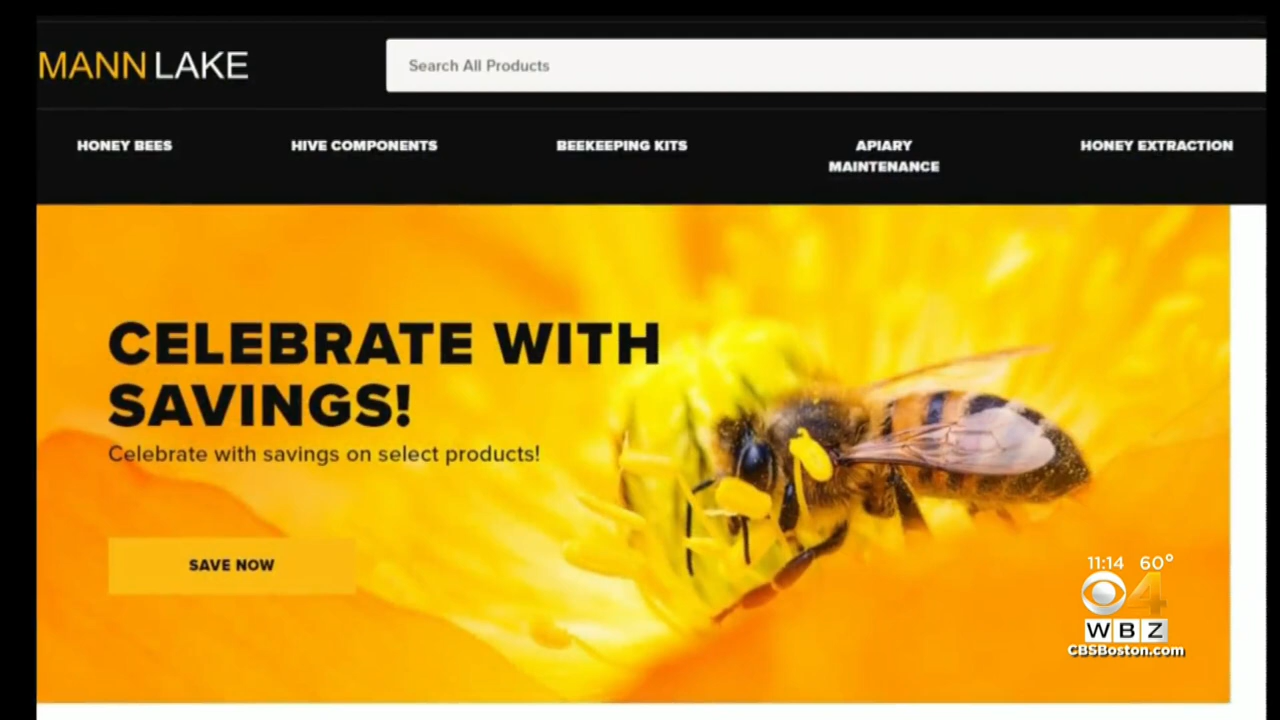 MANN LAKE
Search All Products
HONEY BEES
HIVE COMPONENTS
BEEKEEPING KITS
APIARY
MAINTENANCE
HONEY EXTRACTION
CELEBRATE WITH
SAVINGS!
Celebrate with savings on select products!
SAVE NOW
11:14 60°
4
WBZ
CBSBoston.com